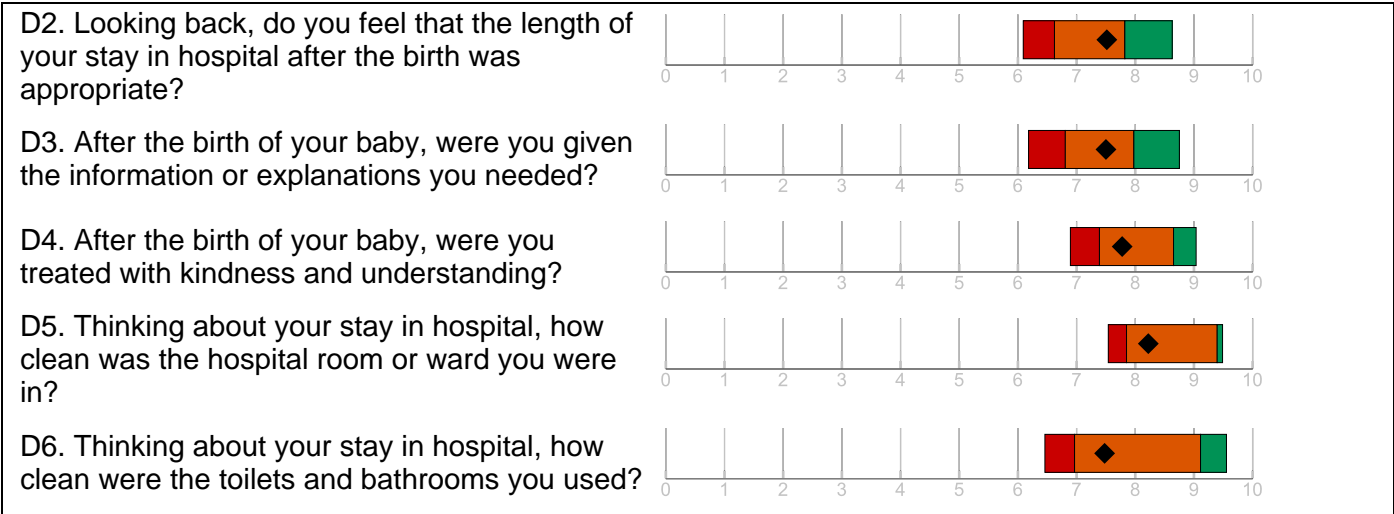 D2. Looking back, do you feel that the length of
your stay in hospital after the birth was
appropriate?
0 1 2 3 4 5 6 7 8 9 10
D3. After the birth of your baby, were you given
the information or explanations you needed?
0 1 2 3 4 5 6 7 8 9 10
D4. After the birth of your baby, were you
treated with kindness and understanding?
0 1 2 3 4 5 6 7 8 9 10
D5. Thinking about your stay in hospital, how
clean was the hospital room or ward you were
in?
0 1 2 3 4 5 6 7 8 9 10
D6. Thinking about your stay in hospital, how
clean were the toilets and bathrooms you used?
0 1 2 3 4 5 6 7 8 9 10